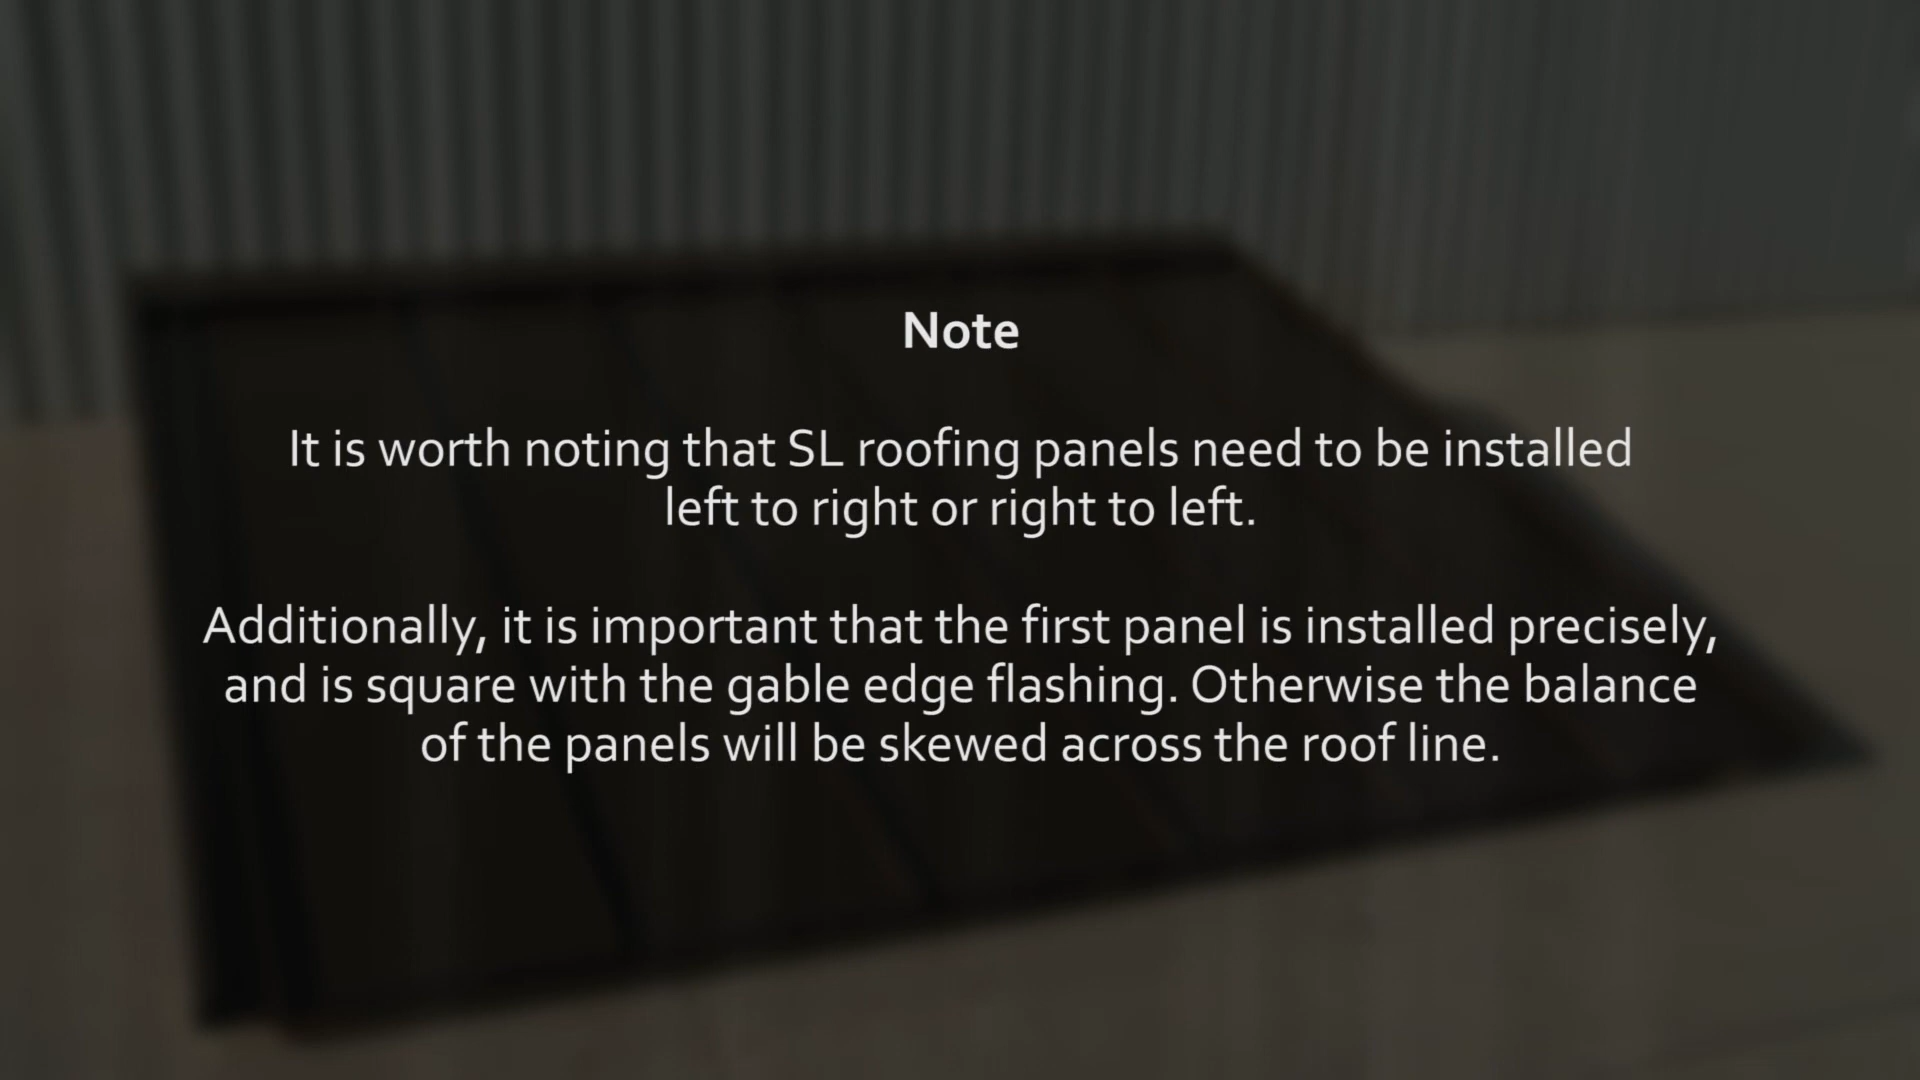 Note
It is worth noting that SL roofing panels need to be installed
left to right or right to left.
Additionally, it is important that the first panel is installed precisely,
and is square with the gable edge flashing. Otherwise the balance
of the panels will be skewed across the roof line.